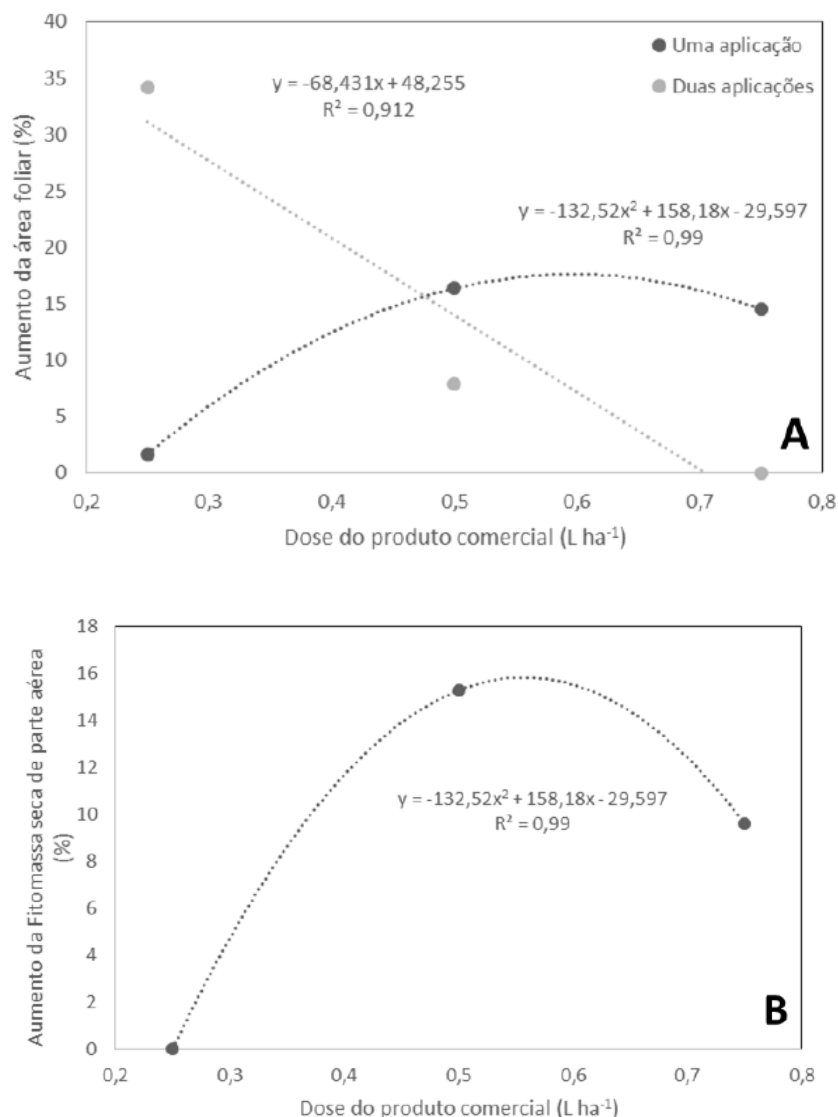 40
35
30
25
20
15
10
5
0
Aumento da área foliar (%)
Uma aplicação
Duas aplicações
y = -68,431x + 48,255
R² = 0,912
y = -132,52x² + 158,18x - 29,597
R² = 0,99
A
0,2 0,3 0,4 0,5 0,6 0,7 0,8
Dose do produto comercial (L ha⁻¹)
18
16
14
12
10
8
6
4
2
0
Aumento da Fitomassa seca de parte aérea
(%)
y = -132,52x² + 158,18x - 29,597
R² = 0,99
B
0,2 0,3 0,4 0,5 0,6 0,7 0,8
Dose do produto comercial (L ha⁻¹)